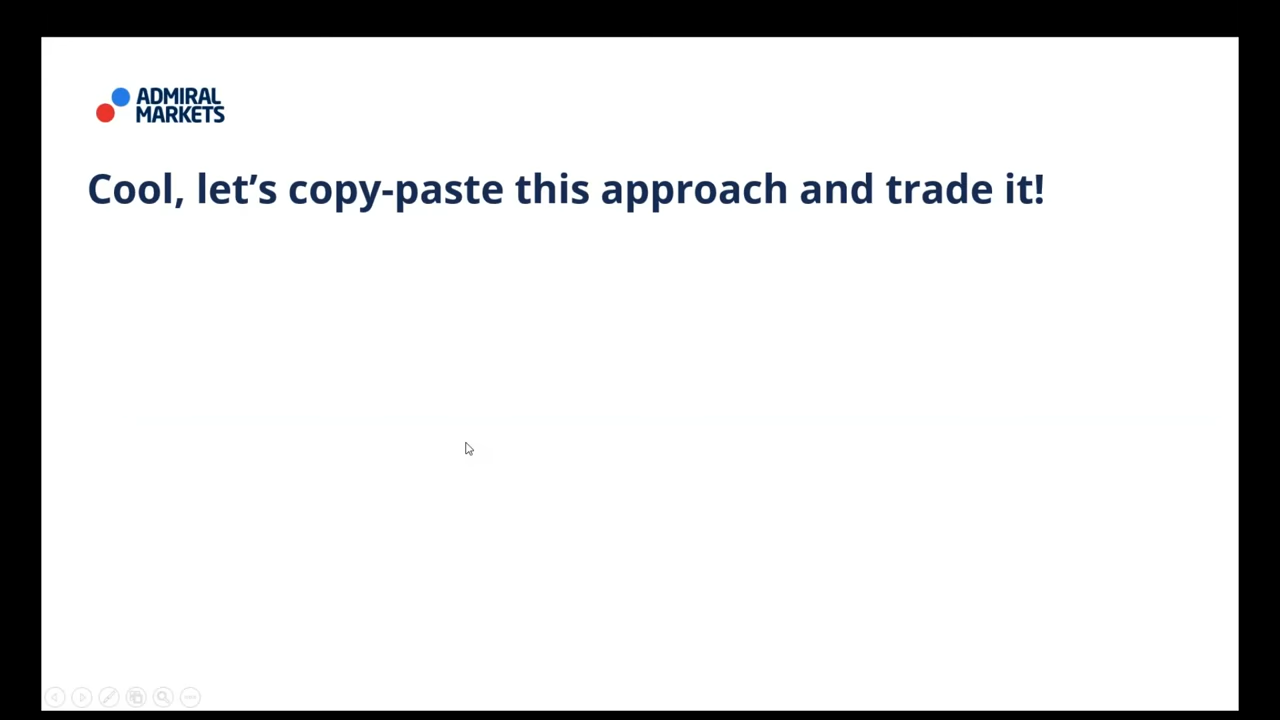 ADMIRAL
MARKETS
Cool, let’s copy-paste this approach and trade it!